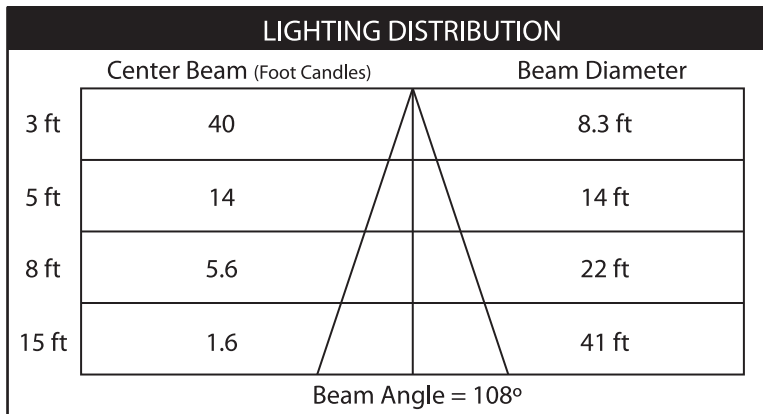 LIGHTING DISTRIBUTION
Center Beam (Foot Candles) Beam Diameter
3 ft 40 8.3 ft
5 ft 14 14 ft
8 ft 5.6 22 ft
15 ft 1.6 41 ft
Beam Angle = 108º